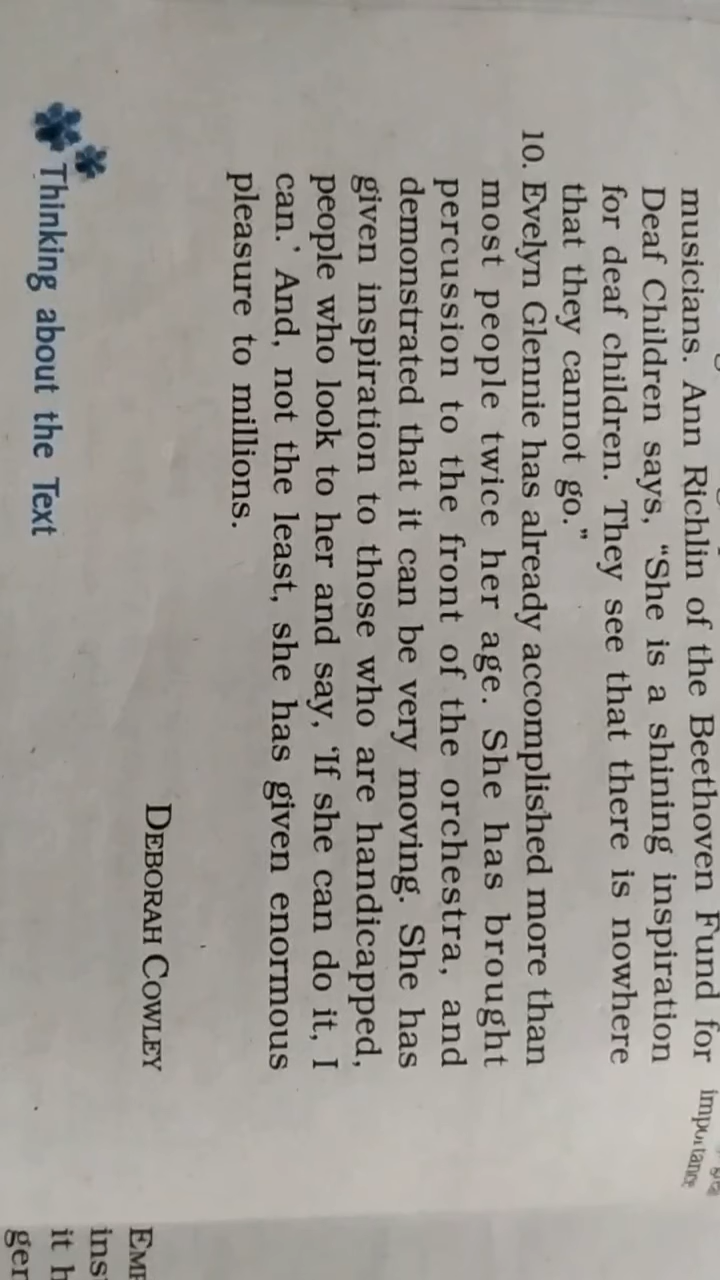 musicians. Ann Richlin of the Beethoven Fund for
Deaf Children says, “She is a shining inspiration
for deaf children. They see that there is nowhere
that they cannot go.”
10. Evelyn Glennie has already accomplished more than
most people twice her age. She has brought
percussion to the front of the orchestra, and
demonstrated that it can be very moving. She has
given inspiration to those who are handicapped,
people who look to her and say, ‘If she can do it, I
can.’ And, not the least, she has given enormous
pleasure to millions.
DEBORAH COWLEY
Thinking about the Text
importance